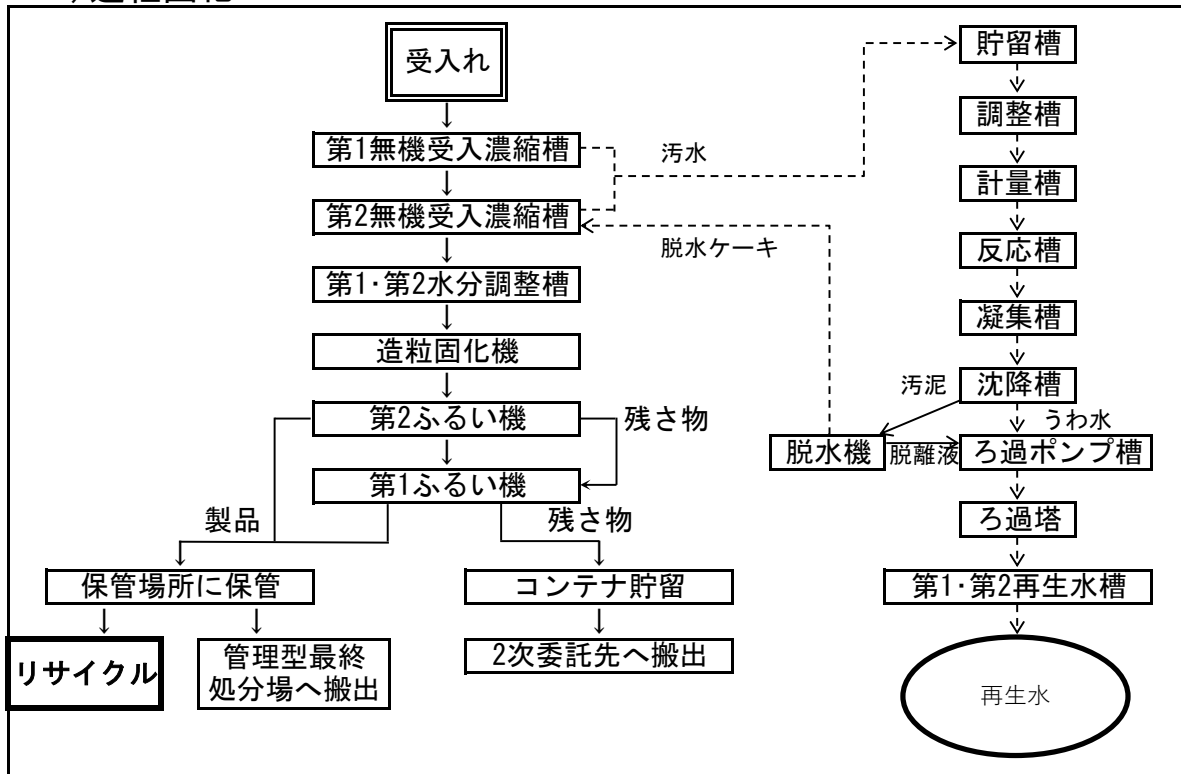 受入れ
第1無機受入濃縮槽
汚水
第2無機受入濃縮槽
脱水ケーキ
第1･第2水分調整槽
造粒固化機
第2ふるい機
残さ物
第1ふるい機
製品
残さ物
保管場所に保管
コンテナ貯留
リサイクル
管理型最終
処分場へ搬出
2次委託先へ搬出
貯留槽
調整槽
計量槽
反応槽
凝集槽
沈降槽
汚泥
うわ水
脱水機
脱離液
ろ過ポンプ槽
ろ過塔
第1･第2再生水槽
再生水